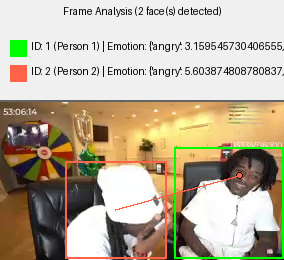 Frame Analysis (2 face(s) detected)
ID: 1 (Person 1) | Emotion: {'angry': 3.159545730406555,
ID: 2 (Person 2) | Emotion: {'angry': 5.603874808780837,
53:06:14